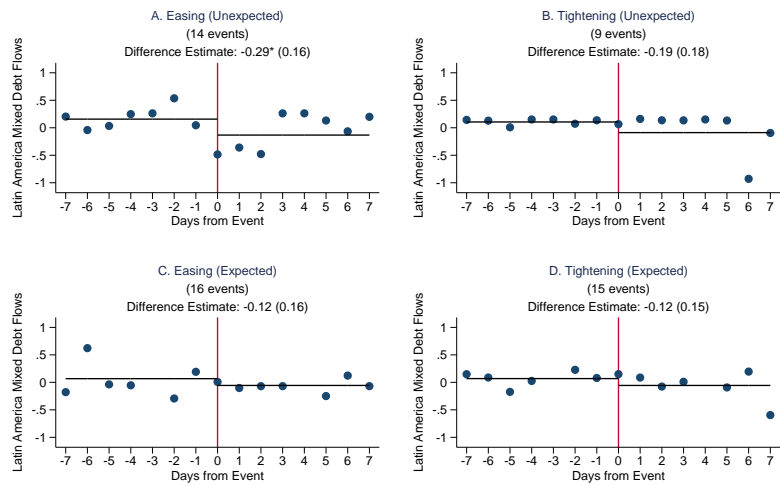 A. Easing (Unexpected)
(14 events)
Difference Estimate: -0.29* (0.16)
Latin America Mixed Debt Flows
1
.5
0
-.5
-1
-7 -6 -5 -4 -3 -2 -1 0 1 2 3 4 5 6 7
Days from Event
B. Tightening (Unexpected)
(9 events)
Difference Estimate: -0.19 (0.18)
Latin America Mixed Debt Flows
1
.5
0
-.5
-1
-7 -6 -5 -4 -3 -2 -1 0 1 2 3 4 5 6 7
Days from Event
C. Easing (Expected)
(16 events)
Difference Estimate: -0.12 (0.16)
Latin America Mixed Debt Flows
1
.5
0
-.5
-1
-7 -6 -5 -4 -3 -2 -1 0 1 2 3 4 5 6 7
Days from Event
D. Tightening (Expected)
(15 events)
Difference Estimate: -0.12 (0.15)
Latin America Mixed Debt Flows
1
.5
0
-.5
-1
-7 -6 -5 -4 -3 -2 -1 0 1 2 3 4 5 6 7
Days from Event